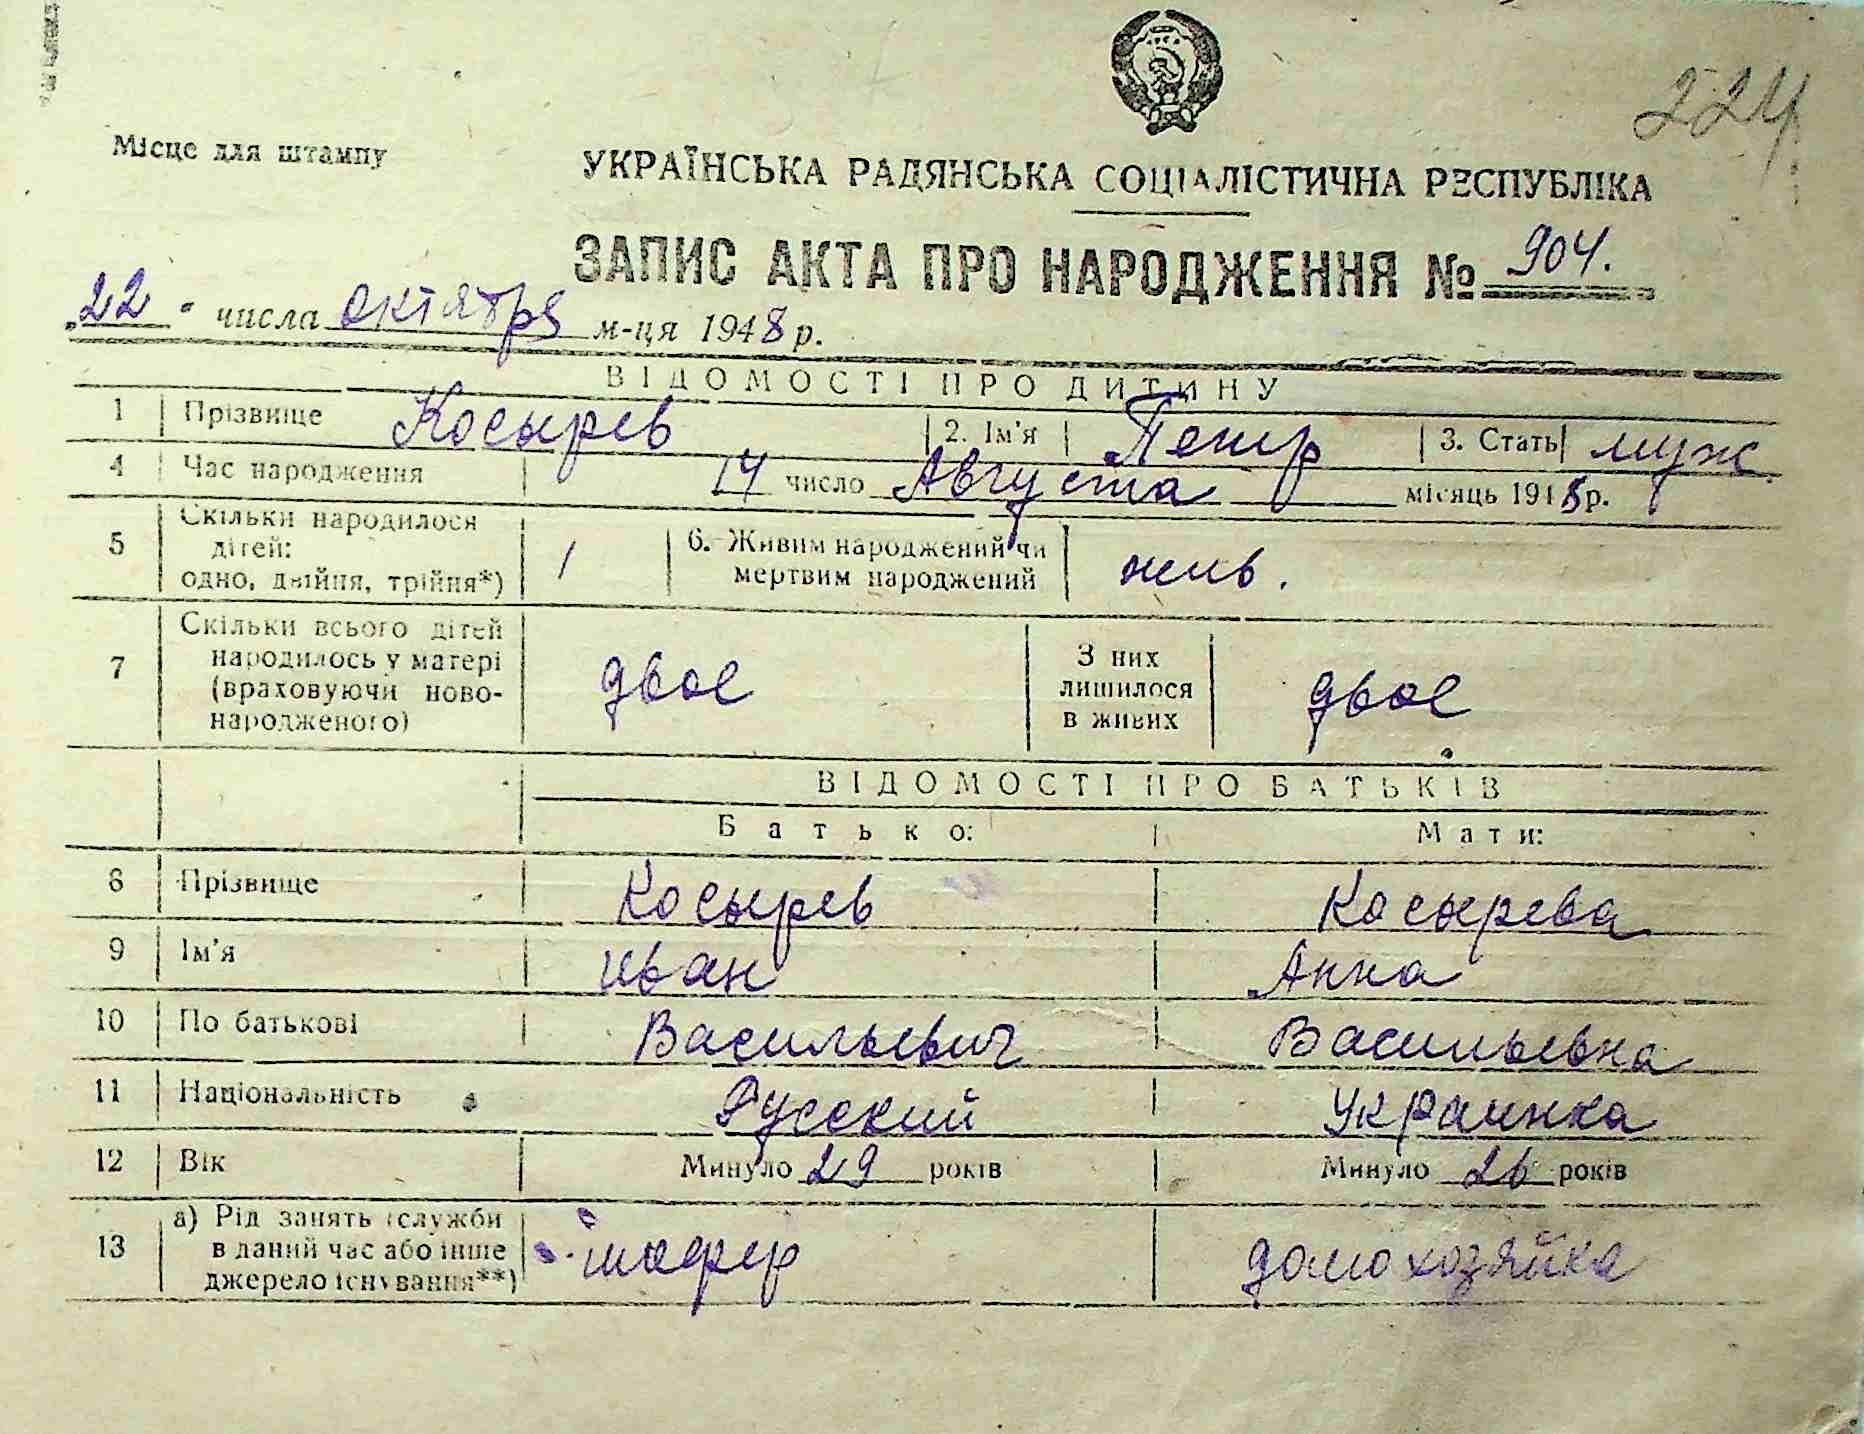 224
Місце для штампу
УКРАЇНСЬКА РАДЯНСЬКА СОЦІАЛІСТИЧНА РЕСПУБЛІКА
ЗАПИС АКТА ПРО НАРОДЖЕННЯ № 904.
„22" числа октября м-ця 1948 р.
ВІДОМОСТІ ПРО ДИТИНУ
1 Прізвище Косырев 2. Ім'я Петр 3. Стать муж
4 Час народження 14 число Августа місяць 1948 р.
5 Скільки народилося дітей: одно, двійня, трійня*) 1 6. Живим народжений чи мертвим народжений жив.
7 Скільки всього дітей народилось у матері (враховуючи новонародженого) двое З них лишилося в живих двое
ВІДОМОСТІ ПРО БАТЬКІВ
Батько: Мати:
8 Прізвище Косырев Косырева
9 Ім'я Иван Анна
10 По батькові Васильевич Васильевна
11 Національність Русский Украинка
12 Вік Минуло 29 років Минуло 26 років
13 а) Рід занять (служби в даний час або інше джерело існування**) шофер домохозяйка